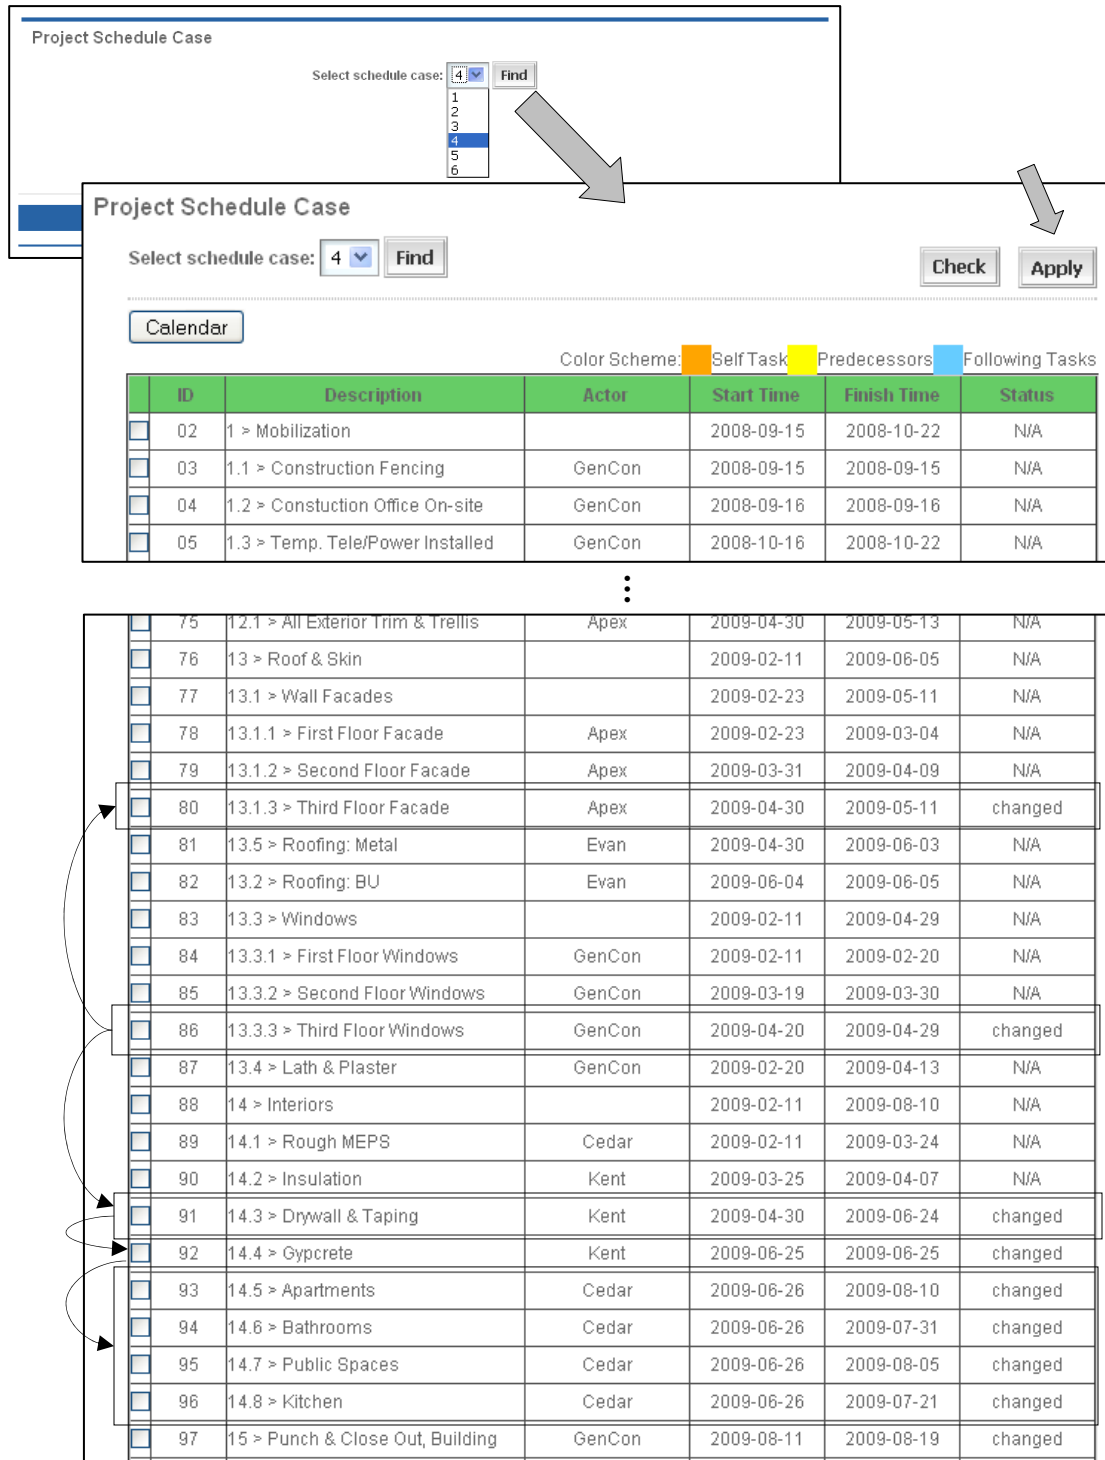 Project Schedule Case
Select schedule case: 4 Find
1
2
3
4
5
6
Project Schedule Case
Select schedule case: 4 Find Check Apply
Calendar
Color Scheme: Self Task Predecessors Following Tasks
ID Description Actor Start Time Finish Time Status
02 1 > Mobilization 2008-09-15 2008-10-22 N/A
03 1.1 > Construction Fencing GenCon 2008-09-15 2008-09-15 N/A
04 1.2 > Constuction Office On-site GenCon 2008-09-16 2008-09-16 N/A
05 1.3 > Temp. Tele/Power Installed GenCon 2008-10-16 2008-10-22 N/A
75 12.1 > All Exterior Trim & Trellis Apex 2009-04-30 2009-05-13 N/A
76 13 > Roof & Skin 2009-02-11 2009-06-05 N/A
77 13.1 > Wall Facades 2009-02-23 2009-05-11 N/A
78 13.1.1 > First Floor Facade Apex 2009-02-23 2009-03-04 N/A
79 13.1.2 > Second Floor Facade Apex 2009-03-31 2009-04-09 N/A
80 13.1.3 > Third Floor Facade Apex 2009-04-30 2009-05-11 changed
81 13.5 > Roofing: Metal Evan 2009-04-30 2009-06-03 N/A
82 13.2 > Roofing: BU Evan 2009-06-04 2009-06-05 N/A
83 13.3 > Windows 2009-02-11 2009-04-29 N/A
84 13.3.1 > First Floor Windows GenCon 2009-02-11 2009-02-20 N/A
85 13.3.2 > Second Floor Windows GenCon 2009-03-19 2009-03-30 N/A
86 13.3.3 > Third Floor Windows GenCon 2009-04-20 2009-04-29 changed
87 13.4 > Lath & Plaster GenCon 2009-02-20 2009-04-13 N/A
88 14 > Interiors 2009-02-11 2009-08-10 N/A
89 14.1 > Rough MEPS Cedar 2009-02-11 2009-03-24 N/A
90 14.2 > Insulation Kent 2009-03-25 2009-04-07 N/A
91 14.3 > Drywall & Taping Kent 2009-04-30 2009-06-24 changed
92 14.4 > Gypcrete Kent 2009-06-25 2009-06-25 changed
93 14.5 > Apartments Cedar 2009-06-26 2009-08-10 changed
94 14.6 > Bathrooms Cedar 2009-06-26 2009-07-31 changed
95 14.7 > Public Spaces Cedar 2009-06-26 2009-08-05 changed
96 14.8 > Kitchen Cedar 2009-06-26 2009-07-21 changed
97 15 > Punch & Close Out, Building GenCon 2009-08-11 2009-08-19 changed